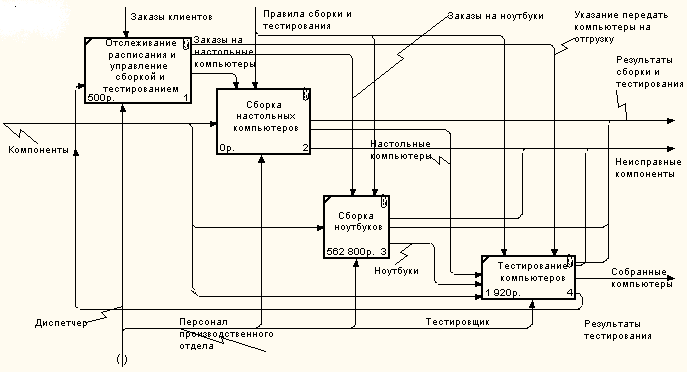 Заказы клиентов
Правила сборки и
тестирования
Заказы на ноутбуки
Указание передать
компьютеры на
отгрузку
Отслеживание
расписания и
управление
сборкой и
тестированием
500р. 1
Заказы на
настольные
компьютеры
Результаты
сборки и
тестирования
Сборка
настольных
компьютеров
0р. 2
Компоненты
Настольные
компьютеры
Неисправные
компоненты
Сборка
ноутбуков
562 800р. 3
Ноутбуки
Тестирование
компьютеров
1 920р. 4
Собранные
компьютеры
Диспетчер
Персонал
производственного
отдела
Тестировщик
Результаты
тестирования
( )